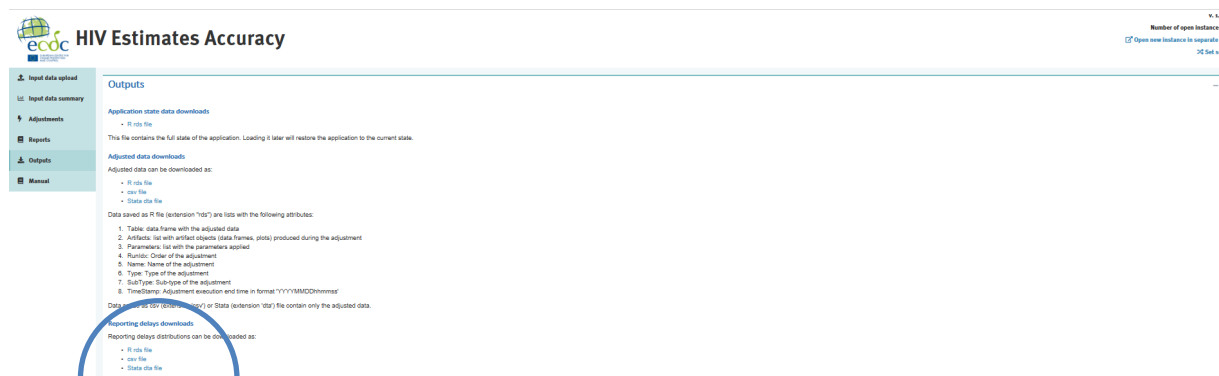 v. 1.
ecdc HIV Estimates Accuracy
Number of open instance
Open new instance in separate
Set s
Input data upload
Input data summary
Adjustments
Reports
Outputs
Manual
Outputs
Application state data downloads
• R rds file
This file contains the full state of the application. Loading it later will restore the application to the current state.
Adjusted data downloads
Adjusted data can be downloaded as:
• R rds file
• csv file
• Stata dta file
Data saved as R file (extension "rds") are lists with the following attributes:
1. Table: data.frame with the adjusted data
2. Artifacts: list with artifact objects (data.frames, plots) produced during the adjustment
3. Parameters: list with the parameters applied
4. RunIdx: Order of the adjustment
5. Name: Name of the adjustment
6. Type: Type of the adjustment
7. SubType: Sub-type of the adjustment
8. TimeStamp: Adjustment execution end time in format 'YYYYMMDDhhmmss'
Data as csv (extension 'csv') or Stata (extension 'dta') file contain only the adjusted data.
Reporting delays downloads
Reporting delays distributions can be downloaded as:
• R rds file
• csv file
• Stata dta file